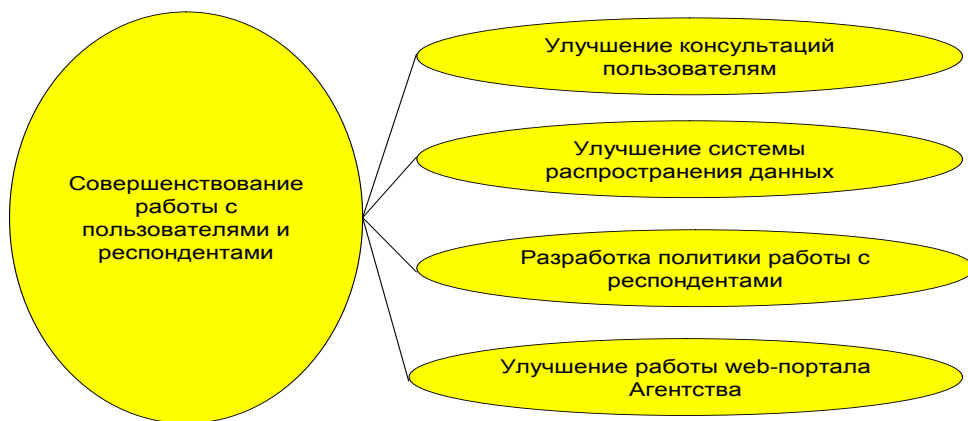 Совершенствование
работы с
пользователями и
респондентами
Улучшение консультаций
пользователям
Улучшение системы
распространения данных
Разработка политики работы с
респондентами
Улучшение работы web-портала
Агентства